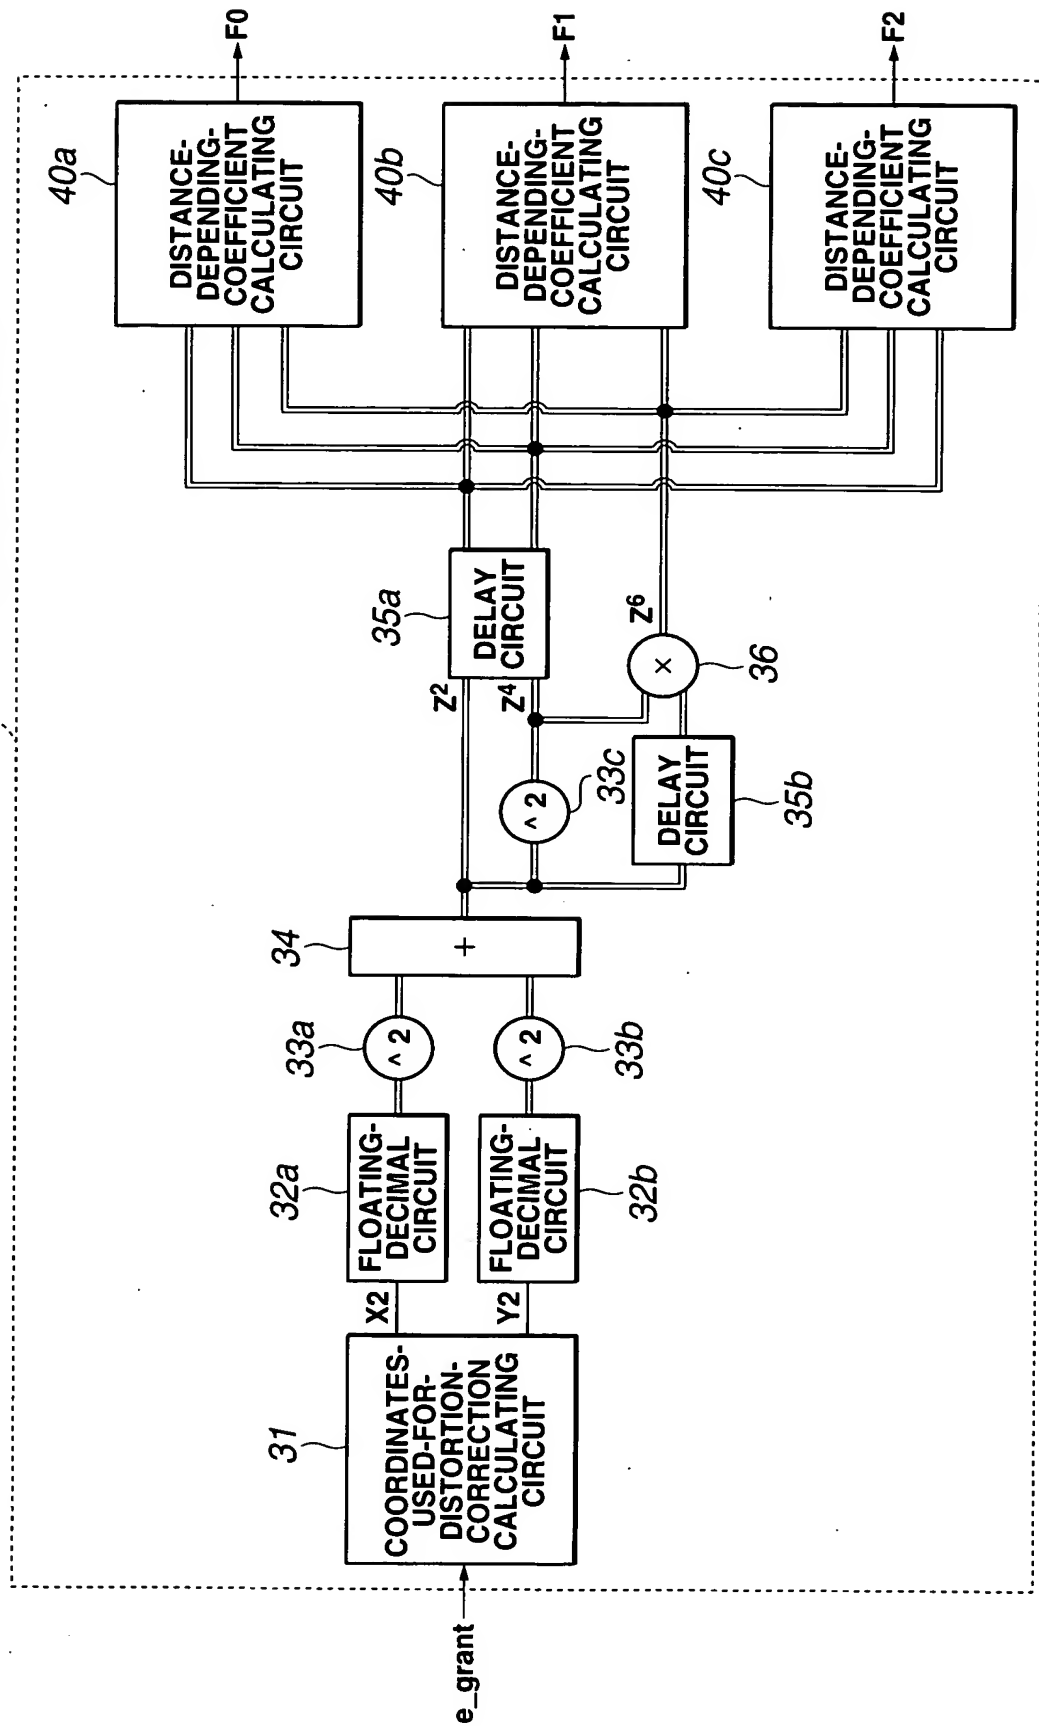 e_grant
31
COORDINATES-
USED-FOR-
DISTORTION-
CORRECTION
CALCULATING
CIRCUIT
X2
Y2
32a
FLOATING-
DECIMAL
CIRCUIT
32b
FLOATING-
DECIMAL
CIRCUIT
33a
^ 2
33b
^ 2
34
+
33c
^ 2
Z2
Z4
35a
DELAY
CIRCUIT
35b
DELAY
CIRCUIT
36
×
Z6
40a
DISTANCE-
DEPENDING-
COEFFICIENT
CALCULATING
CIRCUIT
F0
40b
DISTANCE-
DEPENDING-
COEFFICIENT
CALCULATING
CIRCUIT
F1
40c
DISTANCE-
DEPENDING-
COEFFICIENT
CALCULATING
CIRCUIT
F2